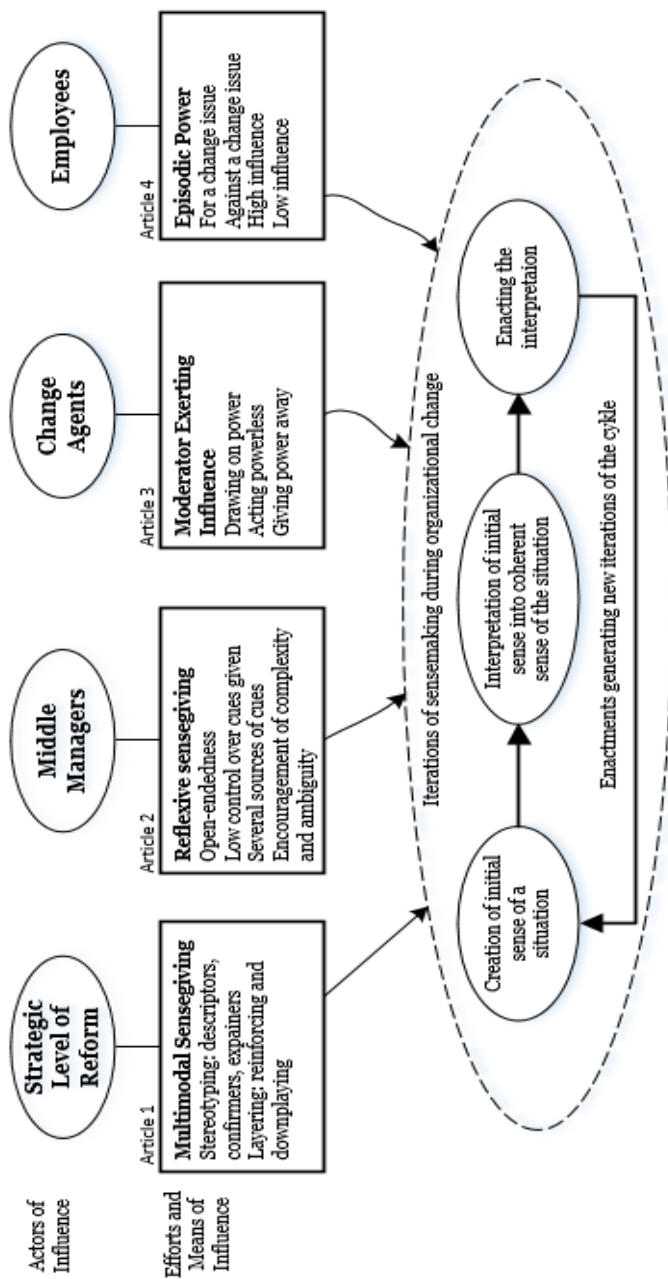 Actors of
Influence
Strategic
Level of
Reform
Middle
Managers
Change
Agents
Employees
Efforts and
Means of
Influence
Article 1
Multimodal Sensegiving
Stereotyping: descriptors,
confirmers, expainers
Layering: reinforcing and
downplaying
Article 2
Reflexive sensegiving
Open-endedness
Low control over cues given
Several sources of cues
Encouragement of complexity
and ambiguity
Article 3
Moderator Exerting
Influence
Drawing on power
Acting powerless
Giving power away
Article 4
Episodic Power
For a change issue
Against a change issue
High influence
Low influence
Iterations of sensemaking during organizational change
Creation of initial
sense of a
situation
Interpretation of initial
sense into coherent
sense of the situation
Enacting the
interpretaion
Enactments generating new iterations of the cykle